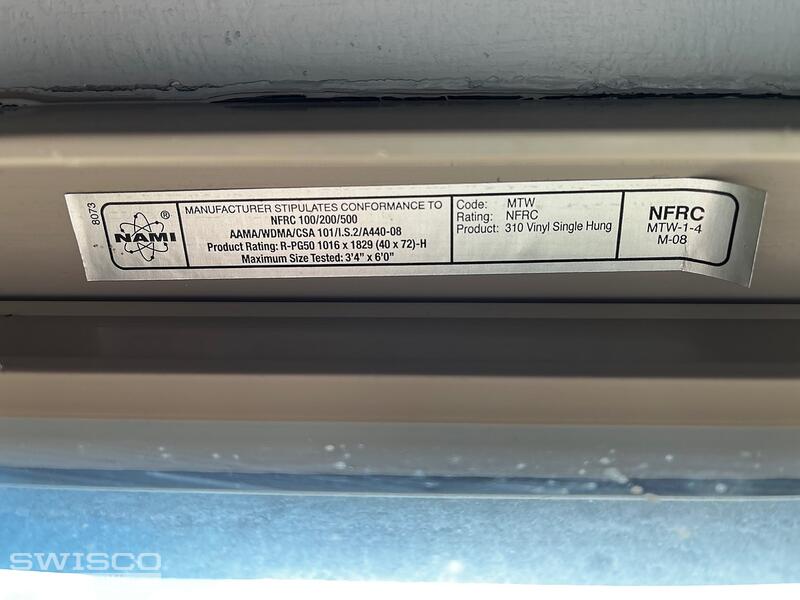 8073
NAMI ®
MANUFACTURER STIPULATES CONFORMANCE TO
NFRC 100/200/500
AAMA/WDMA/CSA 101/I.S.2/A440-08
Product Rating: R-PG50 1016 x 1829 (40 x 72)-H
Maximum Size Tested: 3'4" x 6'0"
Code: MTW
Rating: NFRC
Product: 310 Vinyl Single Hung
NFRC
MTW-1-4
M-08
SWISCO